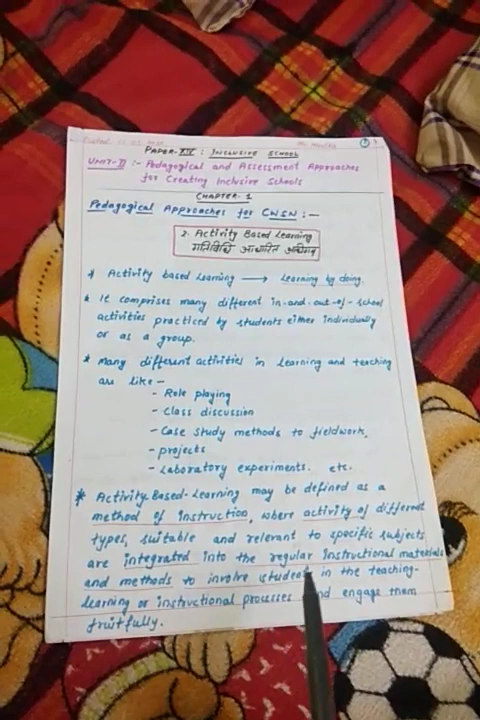 PAPER-XIV : INCLUSIVE SCHOOL
UNIT-II :- Pedagogical and Assessment Approaches
for Creating Inclusive Schools
CHAPTER-1
Pedagogical Approaches for CWSN :-
2. Activity Based Learning
गतिविधि आधारित अधिगम
* Activity based Learning → Learning by doing.
* It comprises many different in-and-out-of-school
activities practiced by students either individually
or as a group.
* Many different activities in learning and teaching
are like -
- Role playing
- Class discussion
- Case study methods to fieldwork,
- projects
- Laboratory experiments. etc.
* Activity-Based-Learning may be defined as a
method of instruction, where activity of different
types, suitable and relevant to specific subjects
are integrated into the regular instructional materials
and methods to involve students in the teaching-
learning or instructional processes and engage them
fruitfully.